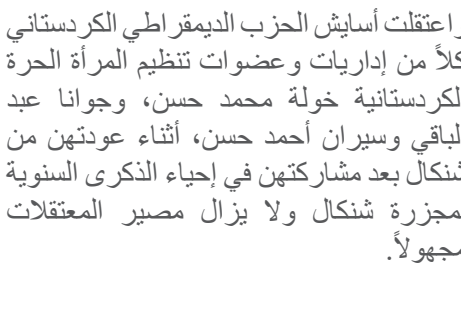 واعتقلت أسايش الحزب الديمقراطي الكردستاني
كلاً من إداريات وعضوات تنظيم المرأة الحرة
الكردستانية خولة محمد حسن، وجوانا عبد
الباقي وسيران أحمد حسن، أثناء عودتهن من
شنكال بعد مشاركتهن في إحياء الذكرى السنوية
لمجزرة شنكال ولا يزال مصير المعتقلات
مجهولاً.